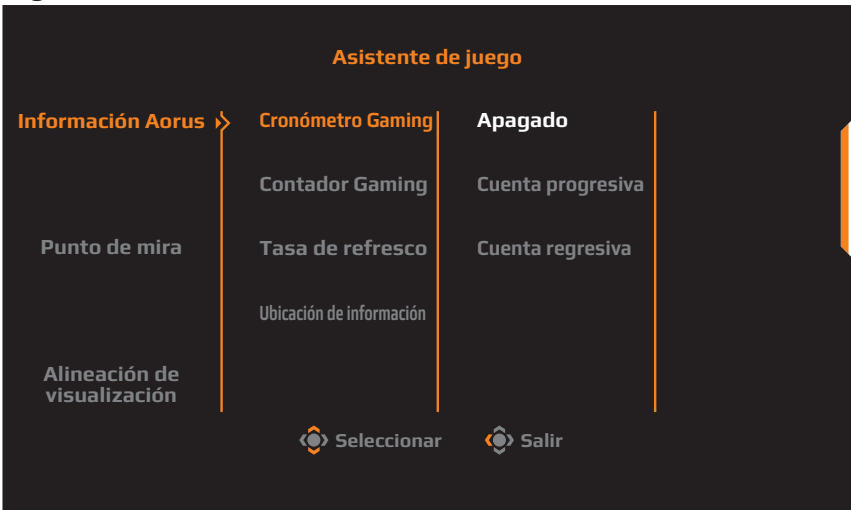 Asistente de juego
Información Aorus
Cronómetro Gaming
Apagado
Contador Gaming
Cuenta progresiva
Punto de mira
Tasa de refresco
Cuenta regresiva
Ubicación de información
Alineación de
visualización
Seleccionar
Salir